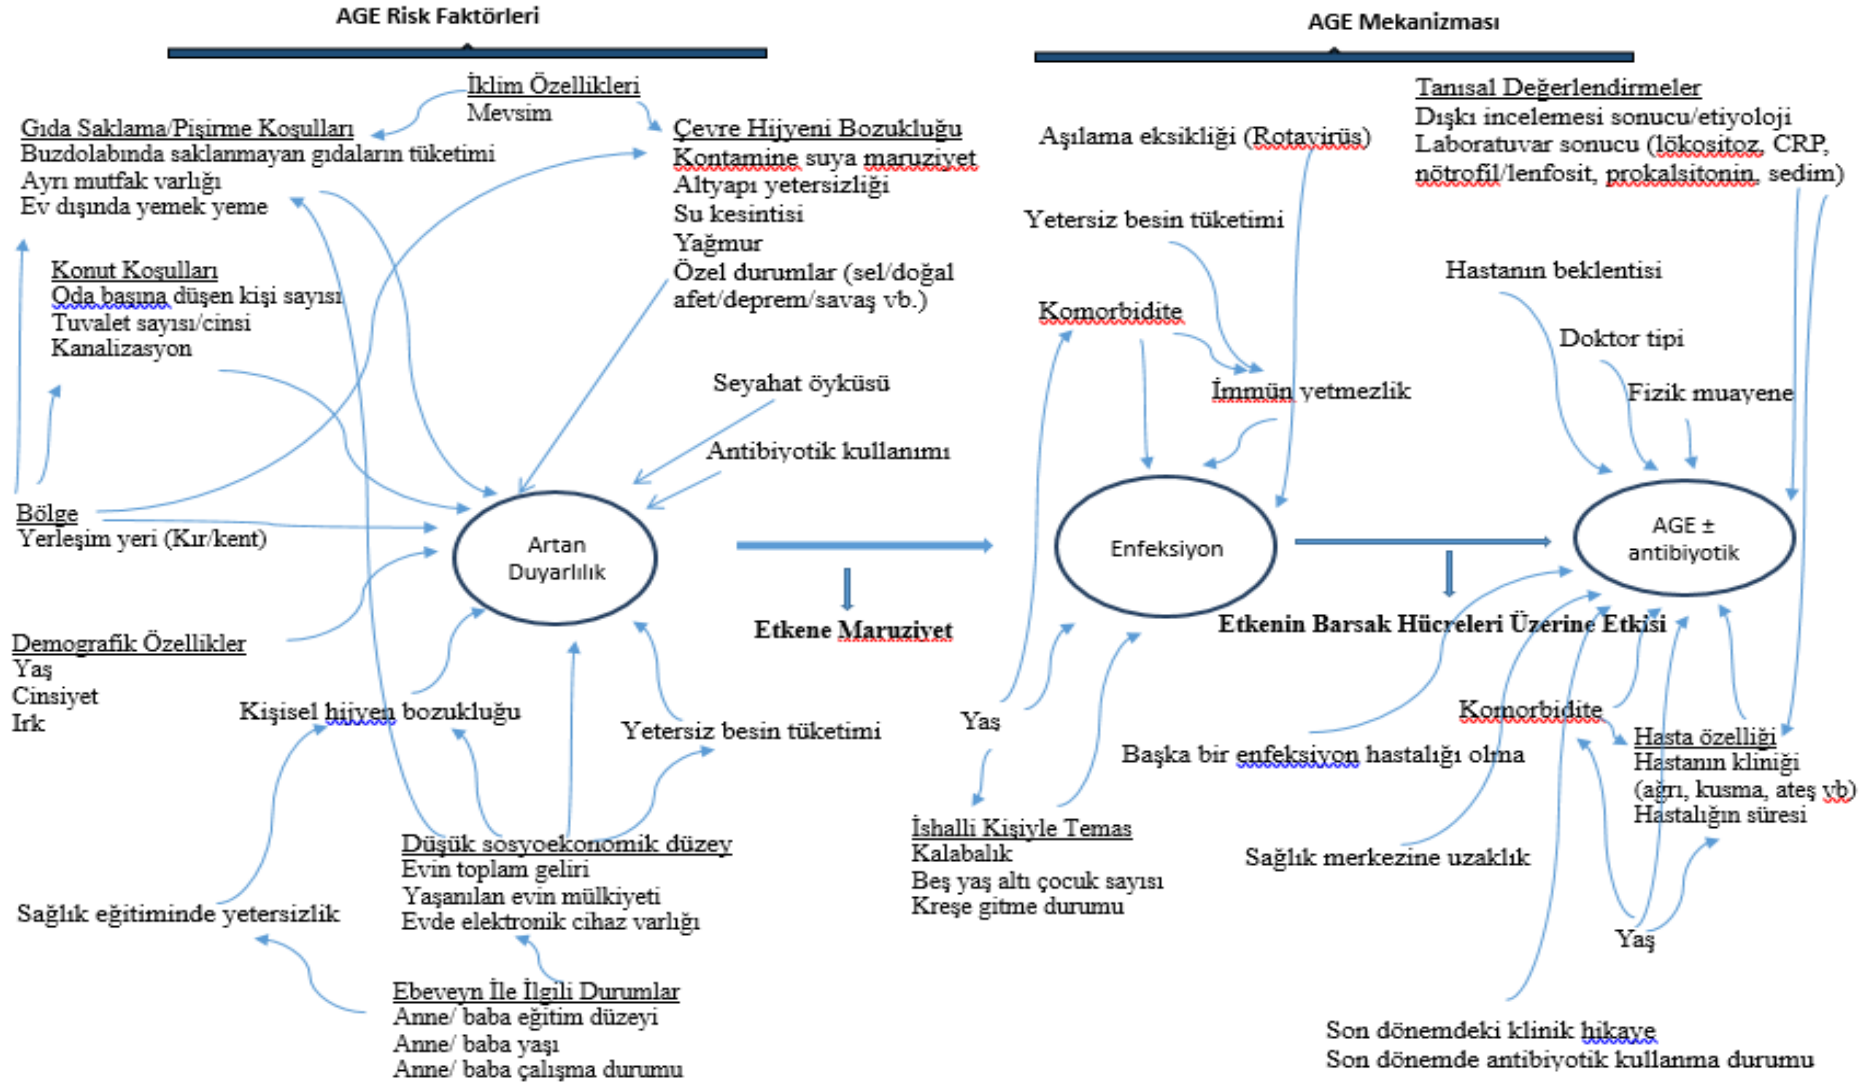 AGE Risk Faktörleri
AGE Mekanizması
İklim Özellikleri
Mevsim
Gıda Saklama/Pişirme Koşulları
Buzdolabında saklanmayan gıdaların tüketimi
Ayrı mutfak varlığı
Ev dışında yemek yeme
Çevre Hijyeni Bozukluğu
Kontamine suya maruziyet
Altyapı yetersizliği
Su kesintisi
Yağmur
Özel durumlar (sel/doğal
afet/deprem/savaş vb.)
Konut Koşulları
Oda başına düşen kişi sayısı
Tuvalet sayısı/cinsi
Kanalizasyon
Seyahat öyküsü
Antibiyotik kullanımı
Bölge
Yerleşim yeri (Kır/kent)
Artan
Duyarlılık
Etkene Maruziyet
Demografik Özellikler
Yaş
Cinsiyet
Irk
Kişisel hijyen bozukluğu
Yetersiz besin tüketimi
Düşük sosyoekonomik düzey
Evin toplam geliri
Yaşanılan evin mülkiyeti
Evde elektronik cihaz varlığı
Sağlık eğitiminde yetersizlik
Ebeveyn İle İlgili Durumlar
Anne/ baba eğitim düzeyi
Anne/ baba yaşı
Anne/ baba çalışma durumu
Tanısal Değerlendirmeler
Dışkı incelemesi sonucu/etiyoloji
Laboratuvar sonucu (lökositoz, CRP,
nötrofil/lenfosit, prokalsitonin, sedim)
Aşılama eksikliği (Rotavirüs)
Yetersiz besin tüketimi
Komorbidite
İmmün yetmezlik
Hastanın beklentisi
Doktor tipi
Fizik muayene
Enfeksiyon
AGE ±
antibiyotik
Etkenin Barsak Hücreleri Üzerine Etkisi
Yaş
Başka bir enfeksiyon hastalığı olma
Komorbidite
Hasta özelliği
Hastanın kliniği
(ağrı, kusma, ateş vb)
Hastalığın süresi
İshalli Kişiyle Temas
Kalabalık
Beş yaş altı çocuk sayısı
Kreşe gitme durumu
Sağlık merkezine uzaklık
Yaş
Son dönemdeki klinik hikaye
Son dönemde antibiyotik kullanma durumu